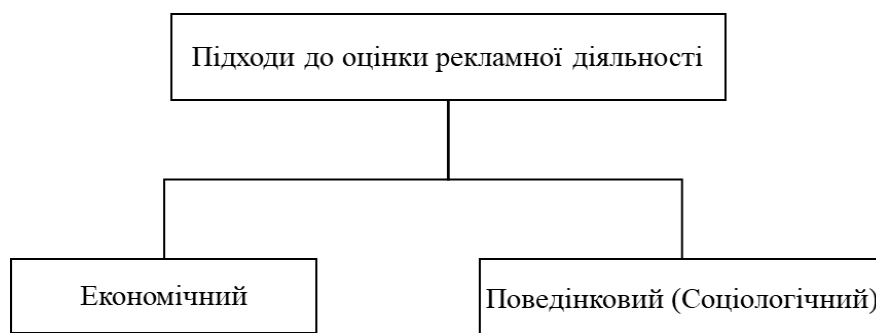 Підходи до оцінки рекламної діяльності
Економічний
Поведінковий (Соціологічний)